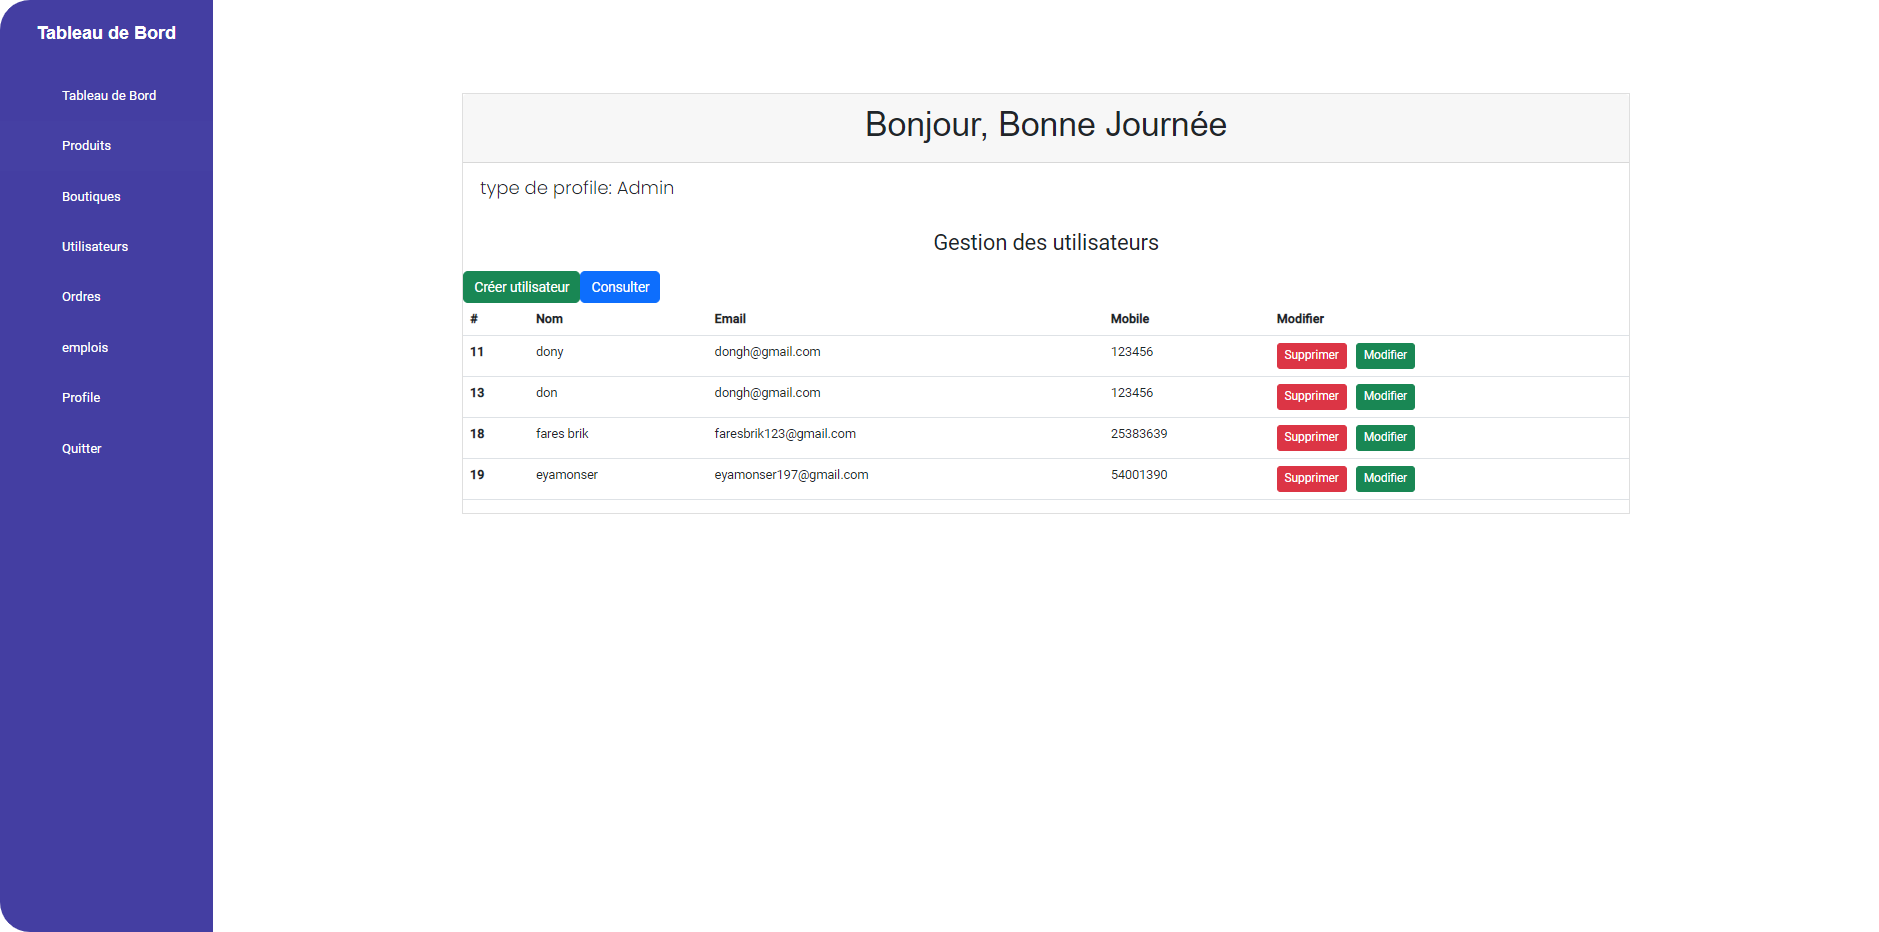 Tableau de Bord
Tableau de Bord
Produits
Boutiques
Utilisateurs
Ordres
emplois
Profile
Quitter
Bonjour, Bonne Journée
type de profile: Admin
Gestion des utilisateurs
Créer utilisateur Consulter
# Nom Email Mobile Modifier
11 dony dongh@gmail.com 123456 Supprimer Modifier
13 don dongh@gmail.com 123456 Supprimer Modifier
18 fares brik faresbrik123@gmail.com 25383639 Supprimer Modifier
19 eyamonser eyamonser197@gmail.com 54001390 Supprimer Modifier